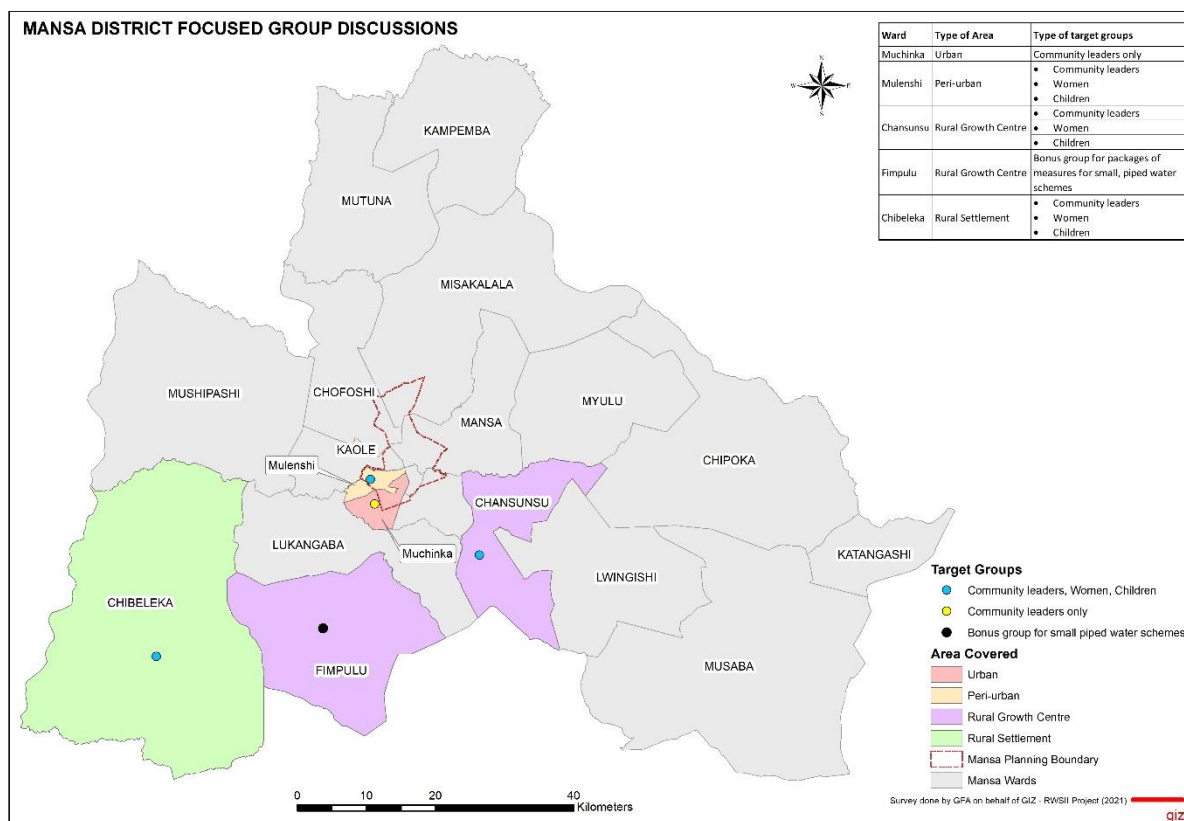 MANSA DISTRICT FOCUSED GROUP DISCUSSIONS
Ward Type of Area Type of target groups
Muchinka Urban Community leaders only
Mulenshi Peri-urban • Community leaders
• Women
• Children
Chansunsu Rural Growth Centre • Community leaders
• Women
• Children
Fimpulu Rural Growth Centre Bonus group for packages of
measures for small, piped water
schemes
Chibeleka Rural Settlement • Community leaders
• Women
• Children
N
W E
S
KAMPEMBA
MUTUNA
MISAKALALA
MUSHIPASHI
CHOFOSHI
MYULU
MANSA
KAOLE
Mulenshi
CHIPOKA
CHANSUNSU
LUKANGABA
Muchinka
KATANGASHI
LWINGISHI
CHIBELEKA
FIMPULU
MUSABA
Target Groups
Community leaders, Women, Children
Community leaders only
Bonus group for small piped water schemes
Area Covered
Urban
Peri-urban
Rural Growth Centre
Rural Settlement
Mansa Planning Boundary
Mansa Wards
0 10 20 40
Kilometers
Survey done by GFA on behalf of GIZ - RWSII Project (2021)
giz